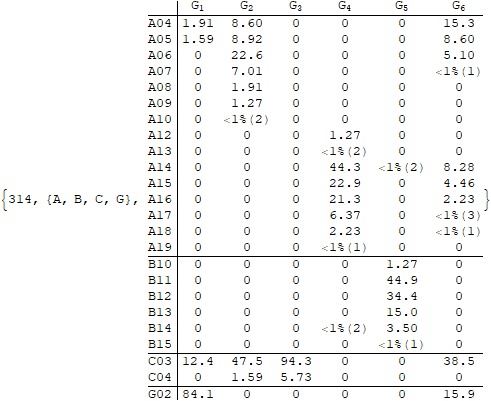 G₁ G₂ G₃ G₄ G₅ G₆
A04 1.91 8.60 0 0 0 15.3
A05 1.59 8.92 0 0 0 8.60
A06 0 22.6 0 0 0 5.10
A07 0 7.01 0 0 0 <1%(1)
A08 0 1.91 0 0 0 0
A09 0 1.27 0 0 0 0
A10 0 <1%(2) 0 0 0 0
A12 0 0 0 1.27 0 0
A13 0 0 0 <1%(2) 0 0
A14 0 0 0 44.3 <1%(2) 8.28
A15 0 0 0 22.9 0 4.46
{314, {A, B, C, G}, A16 0 0 0 21.3 0 2.23 }
A17 0 0 0 6.37 0 <1%(3)
A18 0 0 0 2.23 0 <1%(1)
A19 0 0 0 <1%(1) 0 0
B10 0 0 0 0 1.27 0
B11 0 0 0 0 44.9 0
B12 0 0 0 0 34.4 0
B13 0 0 0 0 15.0 0
B14 0 0 0 <1%(2) 3.50 0
B15 0 0 0 0 <1%(1) 0
C03 12.4 47.5 94.3 0 0 38.5
C04 0 1.59 5.73 0 0 0
G02 84.1 0 0 0 0 15.9